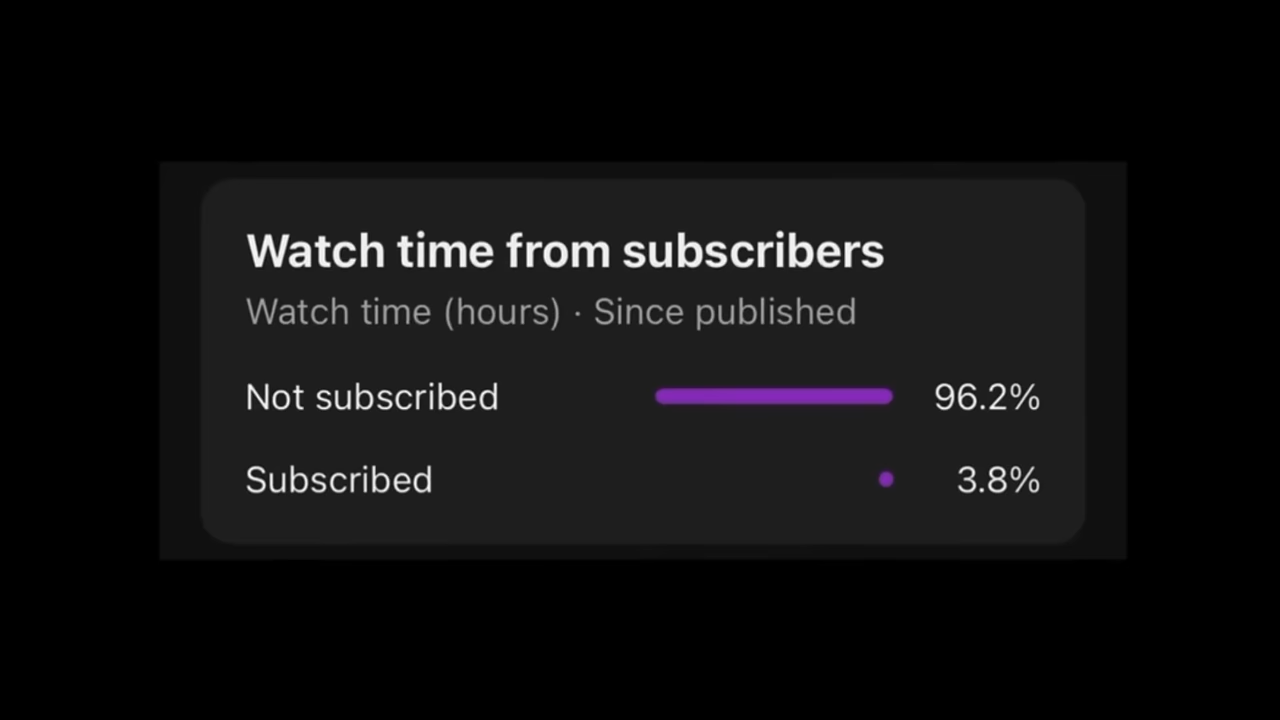 Watch time from subscribers
Watch time (hours) · Since published
Not subscribed 96.2%
Subscribed 3.8%